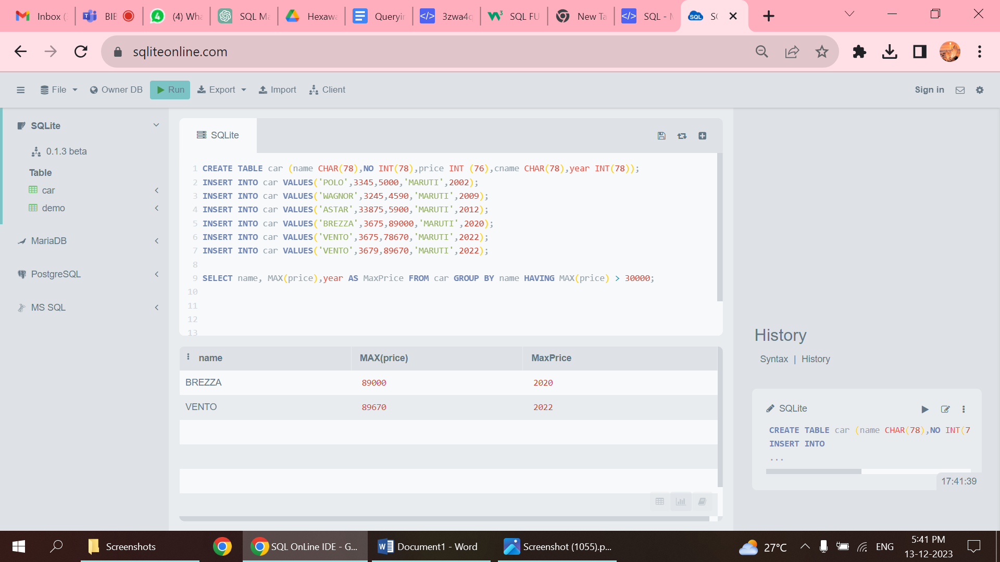 Inbox (
BIE
4
(4) Wha
SQL Ma
Hexawa
Queryin
3zwa4c
SQL FU
New Ta
SQL - M
sqliteonline.com
File
Owner DB
Run
Export
Import
Client
Sign in
SQLite
0.1.3 beta
Table
car
demo
MariaDB
PostgreSQL
MS SQL
SQLite
1 CREATE TABLE car (name CHAR(78),NO INT(78),price INT (76),cname CHAR(78),year INT(78));
2 INSERT INTO car VALUES('POLO',3345,5000,'MARUTI',2002);
3 INSERT INTO car VALUES('WAGNOR',3245,4590,'MARUTI',2009);
4 INSERT INTO car VALUES('ASTAR',33875,5900,'MARUTI',2012);
5 INSERT INTO car VALUES('BREZZA',3675,89000,'MARUTI',2020);
6 INSERT INTO car VALUES('VENTO',3675,78670,'MARUTI',2022);
7 INSERT INTO car VALUES('VENTO',3679,89670,'MARUTI',2022);
8
9 SELECT name, MAX(price),year AS MaxPrice FROM car GROUP BY name HAVING MAX(price) > 30000;
10
11
12
13
name MAX(price) MaxPrice
BREZZA 89000 2020
VENTO 89670 2022
History
Syntax | History
SQLite
CREATE TABLE car (name CHAR(78),NO INT(7
INSERT INTO
...
17:41:39
Screenshots
SQL OnLine IDE - G...
Document1 - Word
Screenshot (1055).p...
27°C
ENG
5:41 PM
13-12-2023